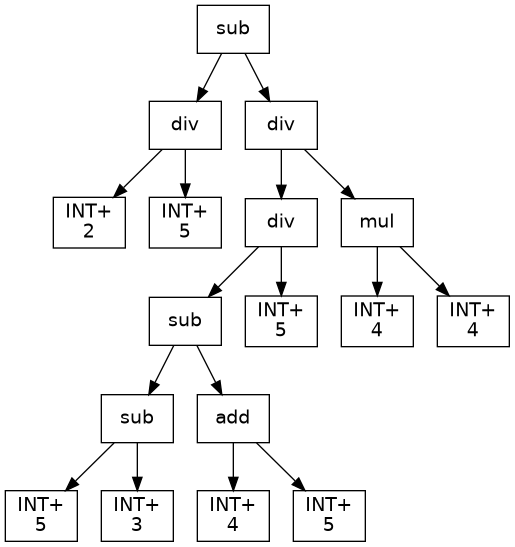 sub
div
div
INT+
2
INT+
5
div
mul
sub
INT+
5
INT+
4
INT+
4
sub
add
INT+
5
INT+
3
INT+
4
INT+
5